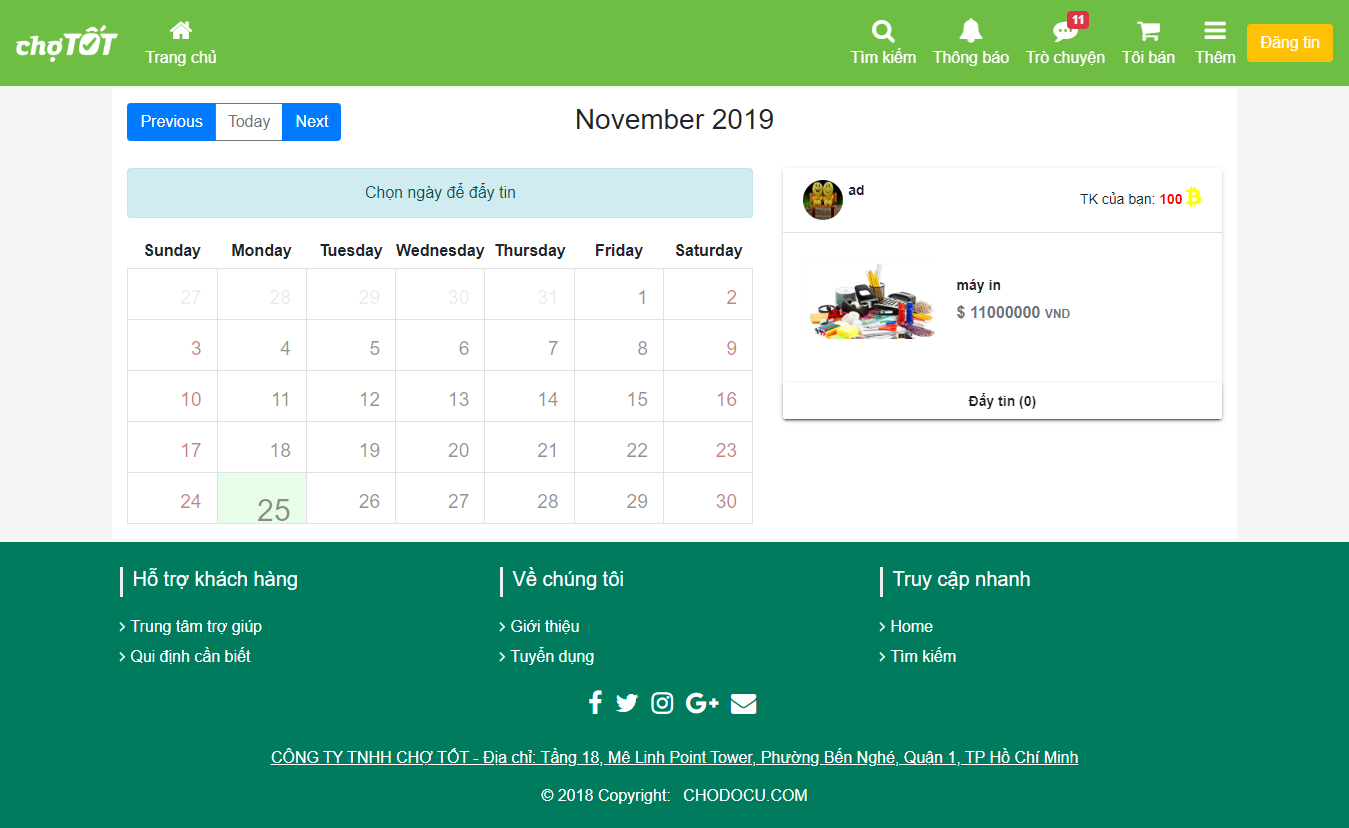 chợTỐT
Trang chủ
Tìm kiếm
Thông báo
11
Trò chuyện
Tôi bán
Thêm
Đăng tin
Previous Today Next
November 2019
Chọn ngày để đẩy tin
Sunday Monday Tuesday Wednesday Thursday Friday Saturday
27 28 29 30 31 1 2
3 4 5 6 7 8 9
10 11 12 13 14 15 16
17 18 19 20 21 22 23
24 25 26 27 28 29 30
ad
TK của bạn: 100
máy in
$ 11000000 VND
Đẩy tin (0)
Hỗ trợ khách hàng
Trung tâm trợ giúp
Qui định cần biết
Về chúng tôi
Giới thiệu
Tuyển dụng
Truy cập nhanh
Home
Tìm kiếm
CÔNG TY TNHH CHỢ TỐT - Địa chỉ: Tầng 18, Mê Linh Point Tower, Phường Bến Nghé, Quận 1, TP Hồ Chí Minh
© 2018 Copyright: CHODOCU.COM